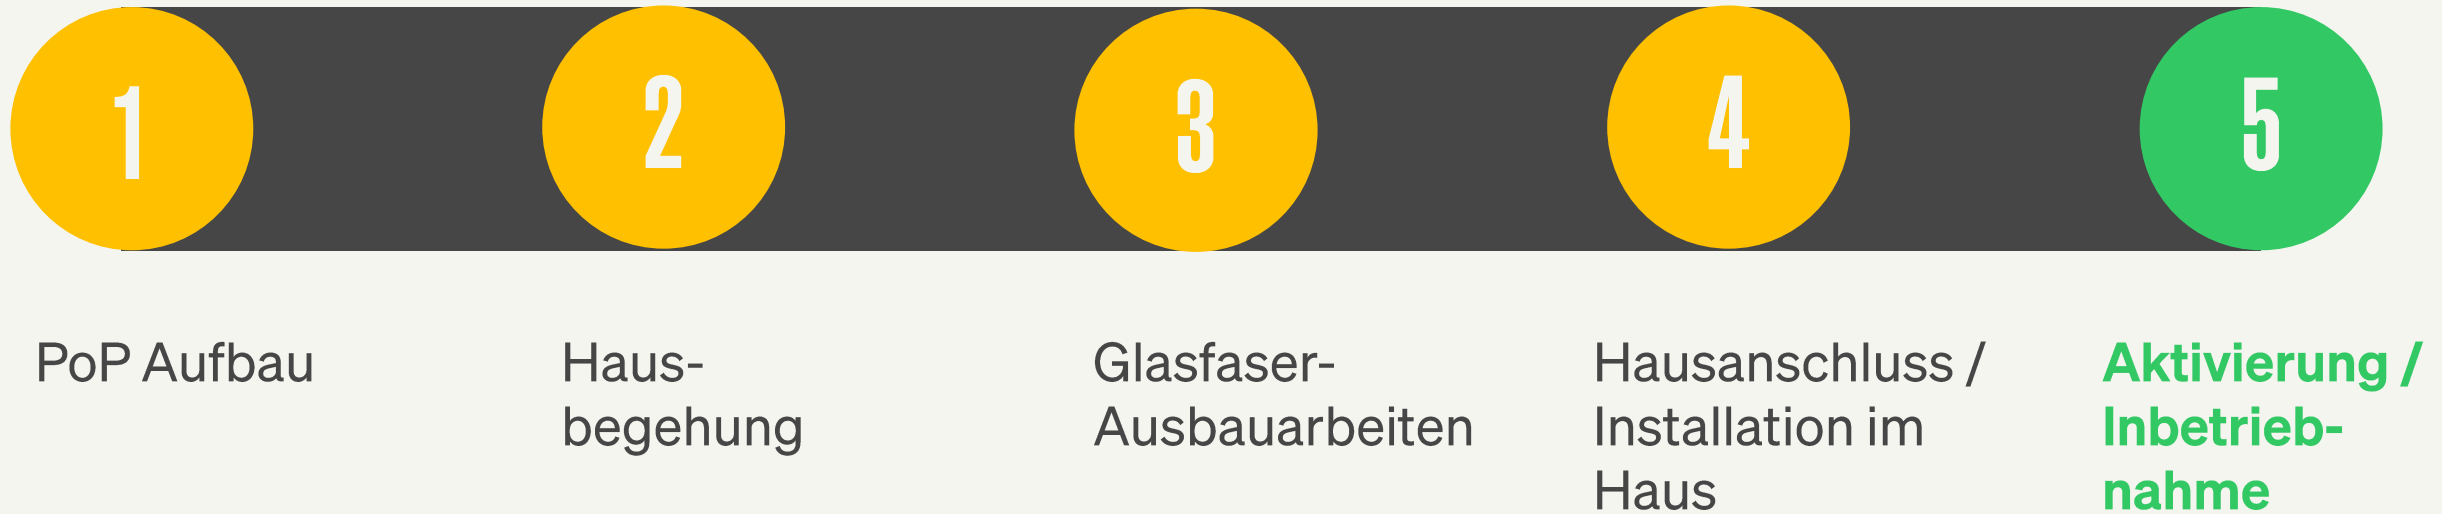 1
2
3
4
5
PoP Aufbau
Haus-
begehung
Glasfaser-
Ausbauarbeiten
Hausanschluss /
Installation im
Haus
Aktivierung /
Inbetrieb-
nahme